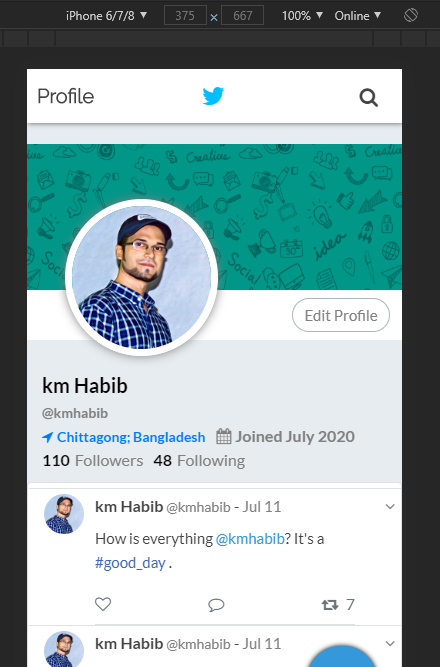 iPhone 6/7/8 ▼ 375 × 667 100% ▼ Online ▼
Profile
Creative
Creative
Social
idea
Edit Profile
km Habib
@kmhabib
Chittagong; Bangladesh Joined July 2020
110 Followers 48 Following
km Habib @kmhabib - Jul 11
How is everything @kmhabib? It's a
#good_day .
7
km Habib @kmhabib - Jul 11